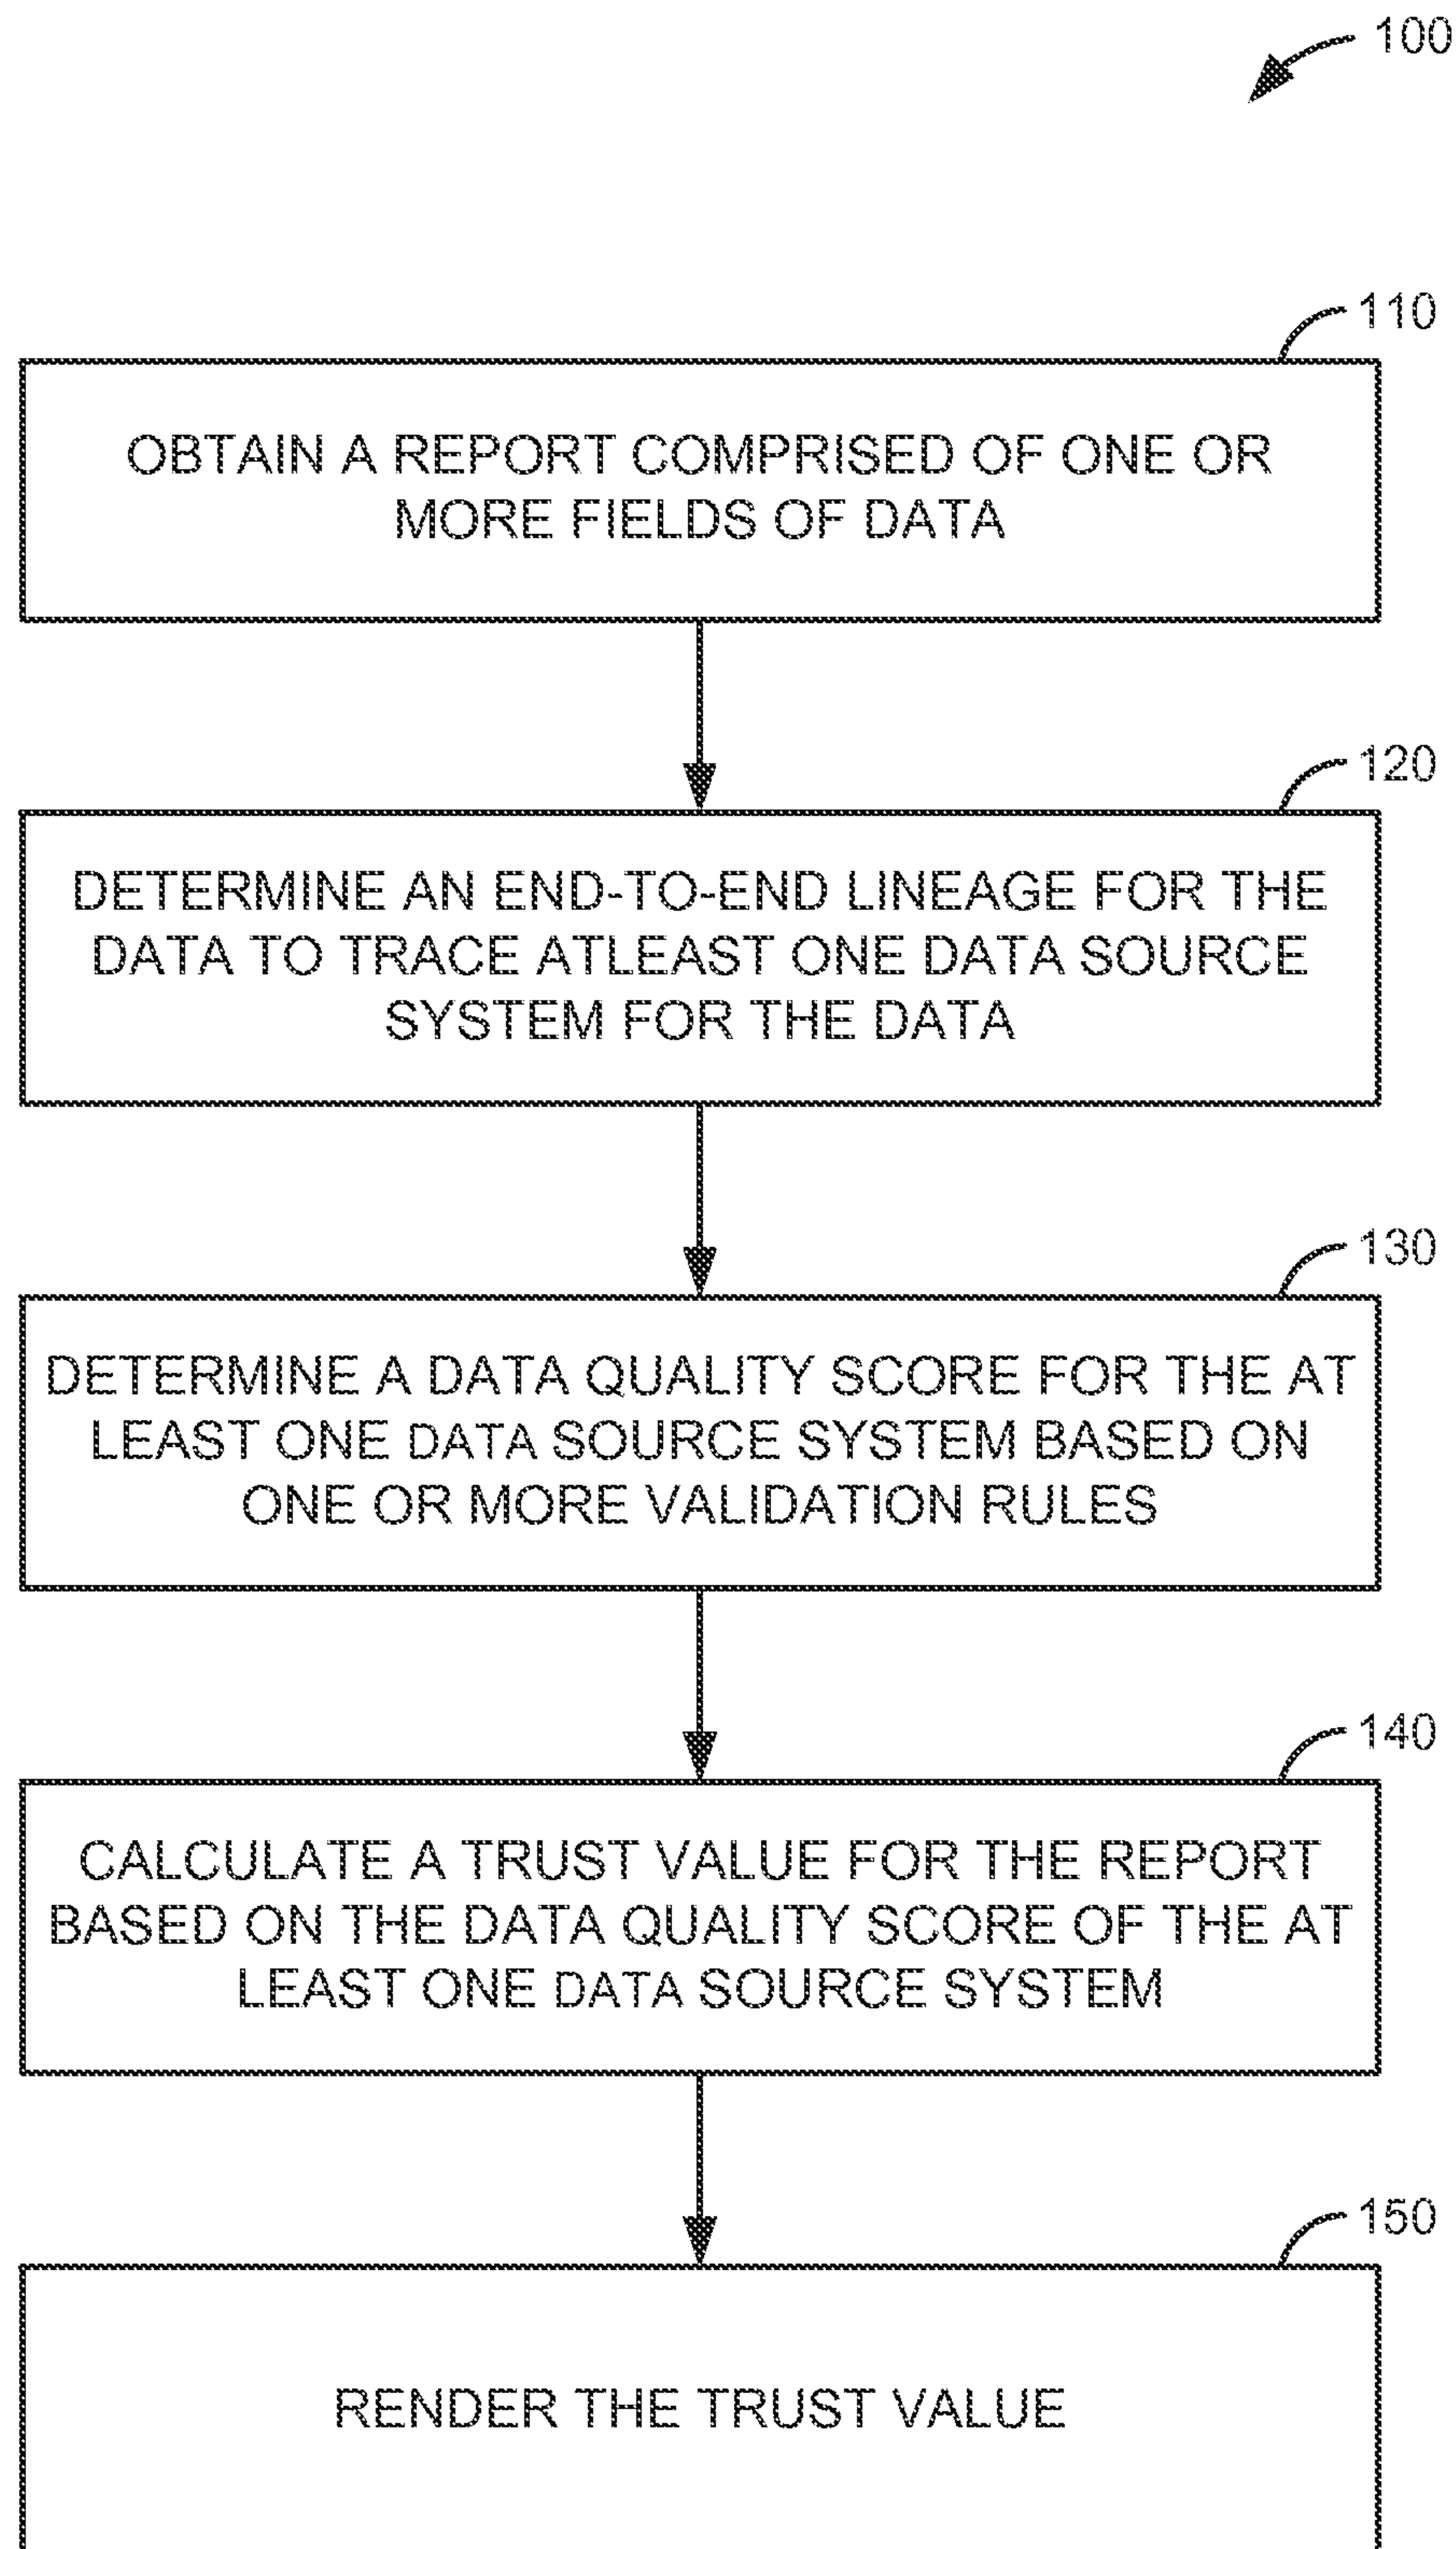 100
110
OBTAIN A REPORT COMPRISED OF ONE OR
MORE FIELDS OF DATA
120
DETERMINE AN END-TO-END LINEAGE FOR THE
DATA TO TRACE ATLEAST ONE DATA SOURCE
SYSTEM FOR THE DATA
130
DETERMINE A DATA QUALITY SCORE FOR THE AT
LEAST ONE DATA SOURCE SYSTEM BASED ON
ONE OR MORE VALIDATION RULES
140
CALCULATE A TRUST VALUE FOR THE REPORT
BASED ON THE DATA QUALITY SCORE OF THE AT
LEAST ONE DATA SOURCE SYSTEM
150
RENDER THE TRUST VALUE